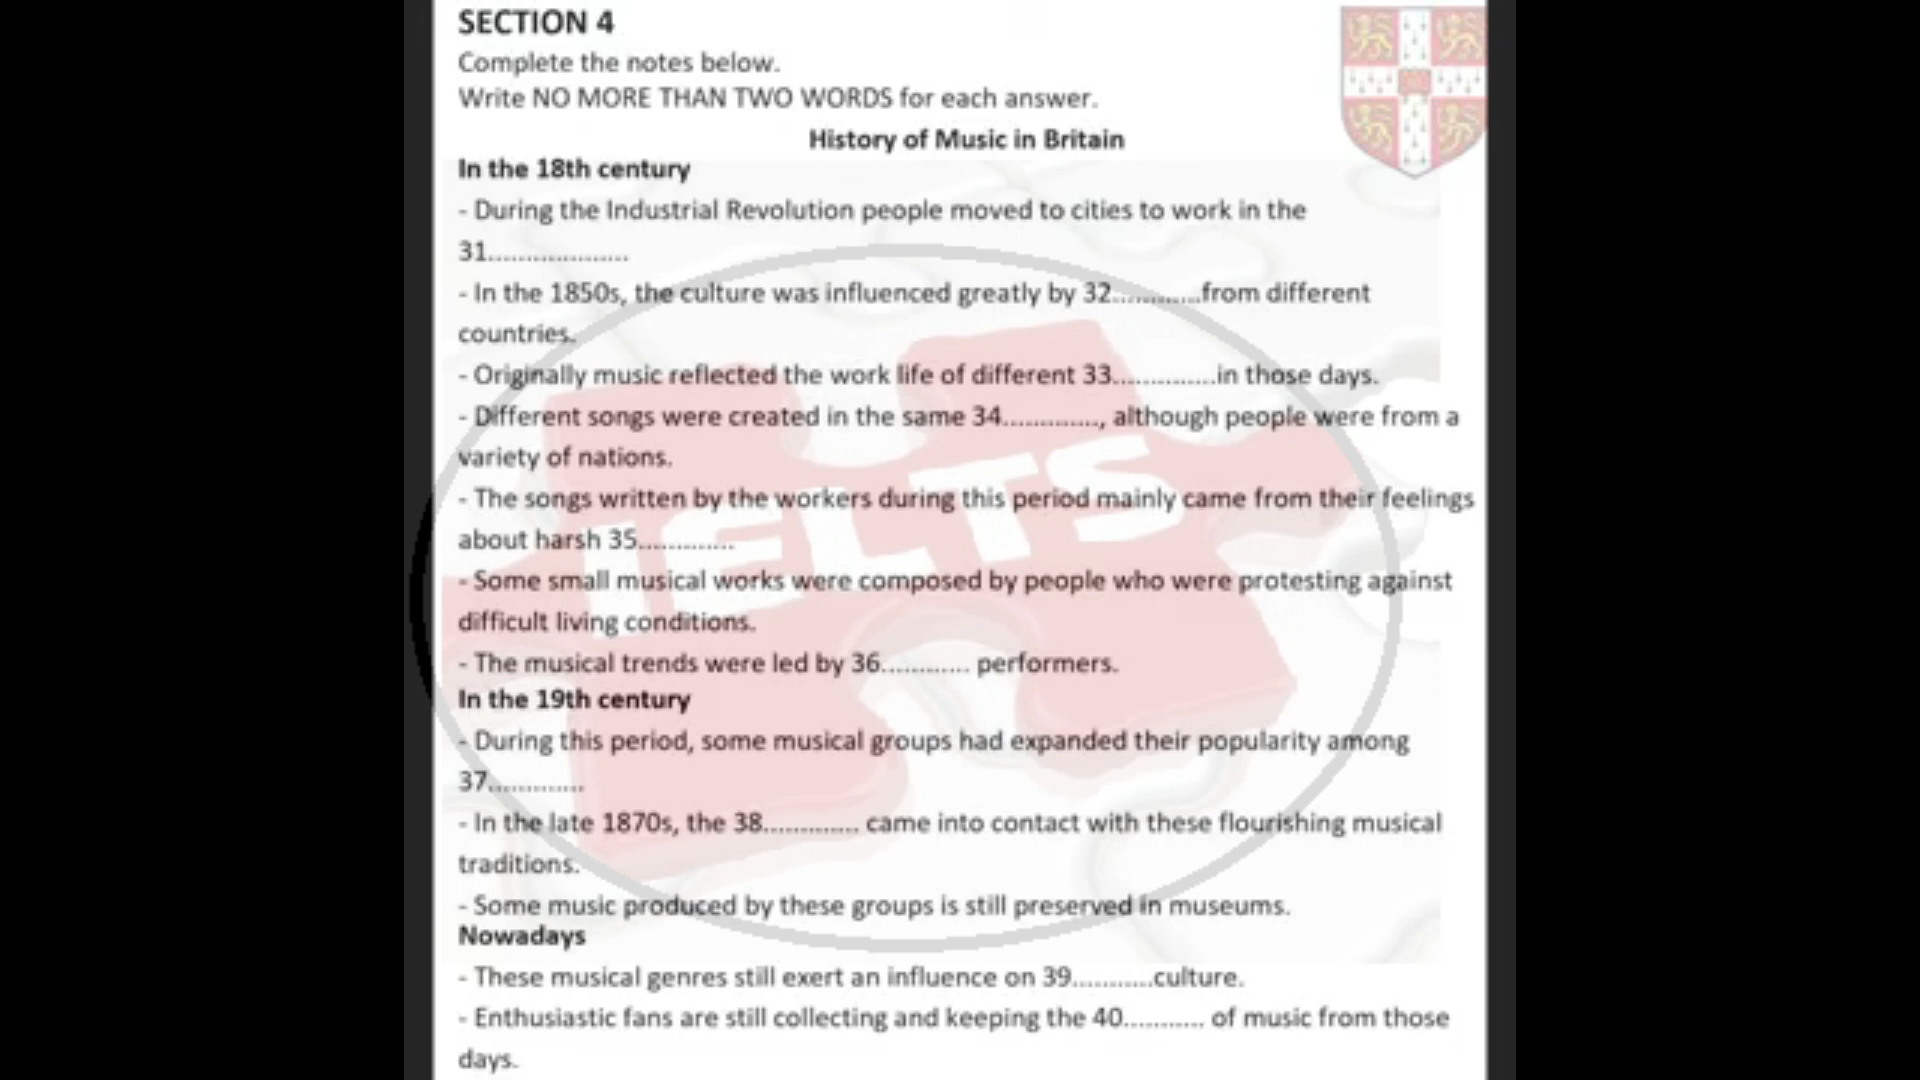 SECTION 4
Complete the notes below.
Write NO MORE THAN TWO WORDS for each answer.
History of Music in Britain
In the 18th century
- During the Industrial Revolution people moved to cities to work in the
31...................
- In the 1850s, the culture was influenced greatly by 32............from different
countries.
- Originally music reflected the work life of different 33..............in those days.
- Different songs were created in the same 34............., although people were from a
variety of nations.
- The songs written by the workers during this period mainly came from their feelings
about harsh 35.............
- Some small musical works were composed by people who were protesting against
difficult living conditions.
- The musical trends were led by 36............ performers.
In the 19th century
- During this period, some musical groups had expanded their popularity among
37.............
- In the late 1870s, the 38............. came into contact with these flourishing musical
traditions.
- Some music produced by these groups is still preserved in museums.
Nowadays
- These musical genres still exert an influence on 39...........culture.
- Enthusiastic fans are still collecting and keeping the 40........... of music from those
days.
IELTS